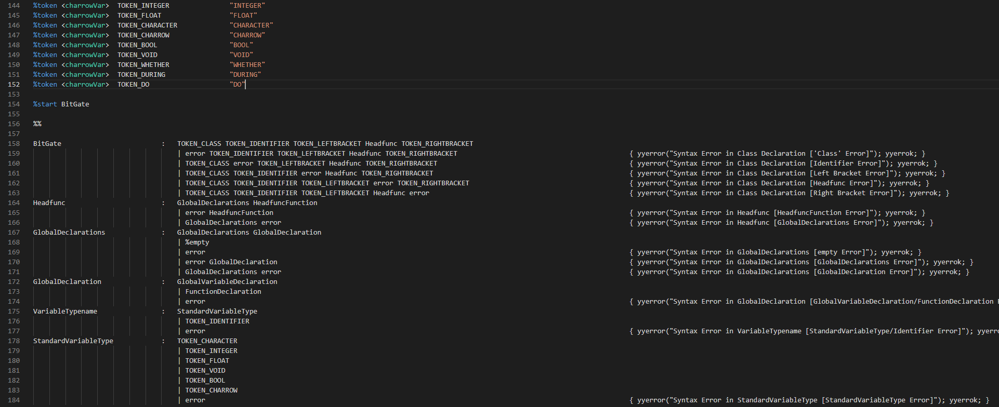 144 %token <charrowVar> TOKEN_INTEGER "INTEGER"
145 %token <charrowVar> TOKEN_FLOAT "FLOAT"
146 %token <charrowVar> TOKEN_CHARACTER "CHARACTER"
147 %token <charrowVar> TOKEN_CHARROW "CHARROW"
148 %token <charrowVar> TOKEN_BOOL "BOOL"
149 %token <charrowVar> TOKEN_VOID "VOID"
150 %token <charrowVar> TOKEN_WHETHER "WHETHER"
151 %token <charrowVar> TOKEN_DURING "DURING"
152 %token <charrowVar> TOKEN_DO "DO"
153
154 %start BitGate
155
156 %%
157
158 BitGate : TOKEN_CLASS TOKEN_IDENTIFIER TOKEN_LEFTBRACKET Headfunc TOKEN_RIGHTBRACKET
159 | error TOKEN_IDENTIFIER TOKEN_LEFTBRACKET Headfunc TOKEN_RIGHTBRACKET { yyerror("Syntax Error in Class Declaration ['Class' Error]"); yyerrok; }
160 | TOKEN_CLASS error TOKEN_LEFTBRACKET Headfunc TOKEN_RIGHTBRACKET { yyerror("Syntax Error in Class Declaration [Identifier Error]"); yyerrok; }
161 | TOKEN_CLASS TOKEN_IDENTIFIER error Headfunc TOKEN_RIGHTBRACKET { yyerror("Syntax Error in Class Declaration [Left Bracket Error]"); yyerrok; }
162 | TOKEN_CLASS TOKEN_IDENTIFIER TOKEN_LEFTBRACKET error TOKEN_RIGHTBRACKET { yyerror("Syntax Error in Class Declaration [Headfunc Error]"); yyerrok; }
163 | TOKEN_CLASS TOKEN_IDENTIFIER TOKEN_LEFTBRACKET Headfunc error { yyerror("Syntax Error in Class Declaration [Right Bracket Error]"); yyerrok; }
164 Headfunc : GlobalDeclarations HeadfuncFunction
165 | error HeadfuncFunction { yyerror("Syntax Error in Headfunc [HeadfuncFunction Error]"); yyerrok; }
166 | GlobalDeclarations error { yyerror("Syntax Error in Headfunc [GlobalDeclarations Error]"); yyerrok; }
167 GlobalDeclarations : GlobalDeclarations GlobalDeclaration
168 | %empty
169 | error { yyerror("Syntax Error in GlobalDeclarations [empty Error]"); yyerrok; }
170 | error GlobalDeclaration { yyerror("Syntax Error in GlobalDeclarations [GlobalDeclarations Error]"); yyerrok; }
171 | GlobalDeclarations error { yyerror("Syntax Error in GlobalDeclarations [GlobalDeclaration Error]"); yyerrok; }
172 GlobalDeclaration : GlobalVariableDeclaration
173 | FunctionDeclaration
174 | error { yyerror("Syntax Error in GlobalDeclaration [GlobalVariableDeclaration/FunctionDeclaration
175 VariableTypename : StandardVariableType
176 | TOKEN_IDENTIFIER
177 | error { yyerror("Syntax Error in VariableTypename [StandardVariableType/Identifier Error]");
178 StandardVariableType : TOKEN_CHARACTER
179 | TOKEN_INTEGER
180 | TOKEN_FLOAT
181 | TOKEN_VOID
182 | TOKEN_BOOL
183 | TOKEN_CHARROW
184 | error { yyerror("Syntax Error in StandardVariableType [StandardVariableType Error]"); yyerrok; }